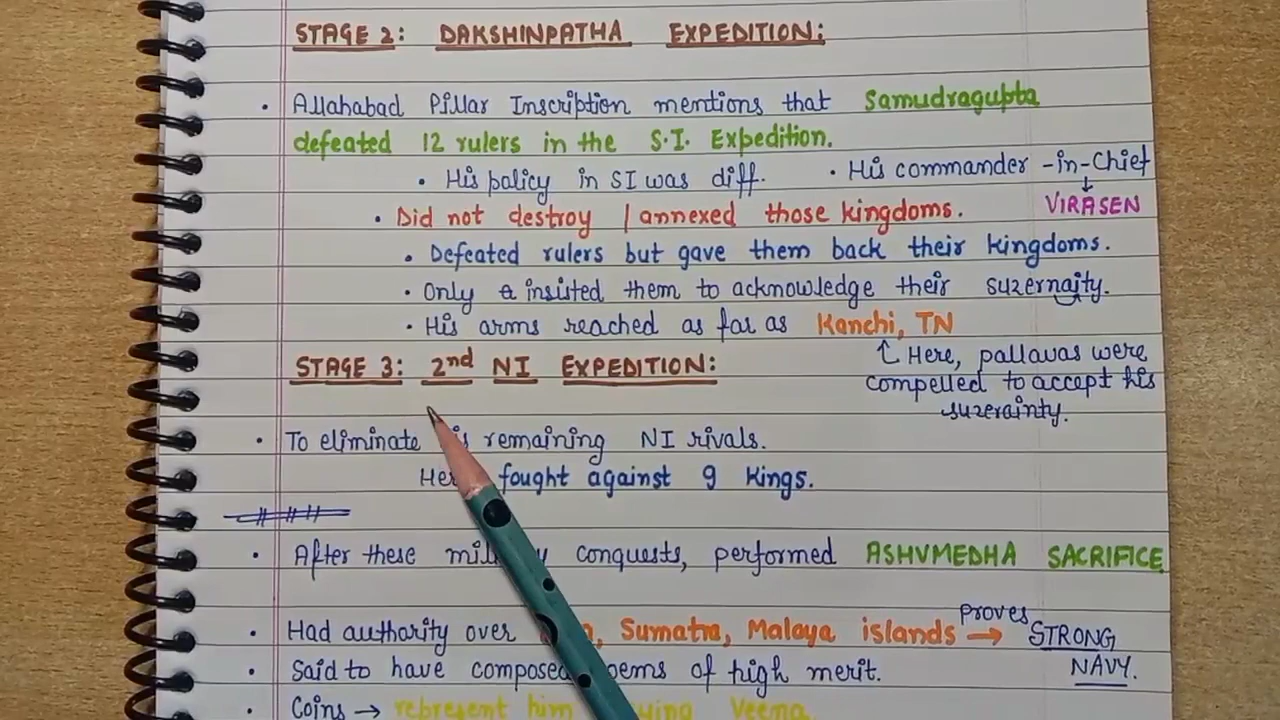 STAGE 2: DAKSHINPATHA EXPEDITION:
• Allahabad Pillar Inscription mentions that Samudragupta
defeated 12 rulers in the S.I. Expedition.
• His policy in SI was diff. • His commander -in-Chief
↓
• Did not destroy / annexed those kingdoms. VIRASEN
• Defeated rulers but gave them back their kingdoms.
• Only insisted them to acknowledge their suzernaity.
• His arms reached as far as Kanchi, TN
STAGE 3: 2nd NI EXPEDITION:
↑ Here, pallavas were
compelled to accept his
suzerainty.
• To eliminate remaining NI rivals.
fought against 9 Kings.
• After these conquests, performed ASHVMEDHA SACRIFICE
• Had authority over Sumatra, Malaya islands proves → STRONG
NAVY.
• Said to have composed poems of high merit.
• Coins → represent him Veena